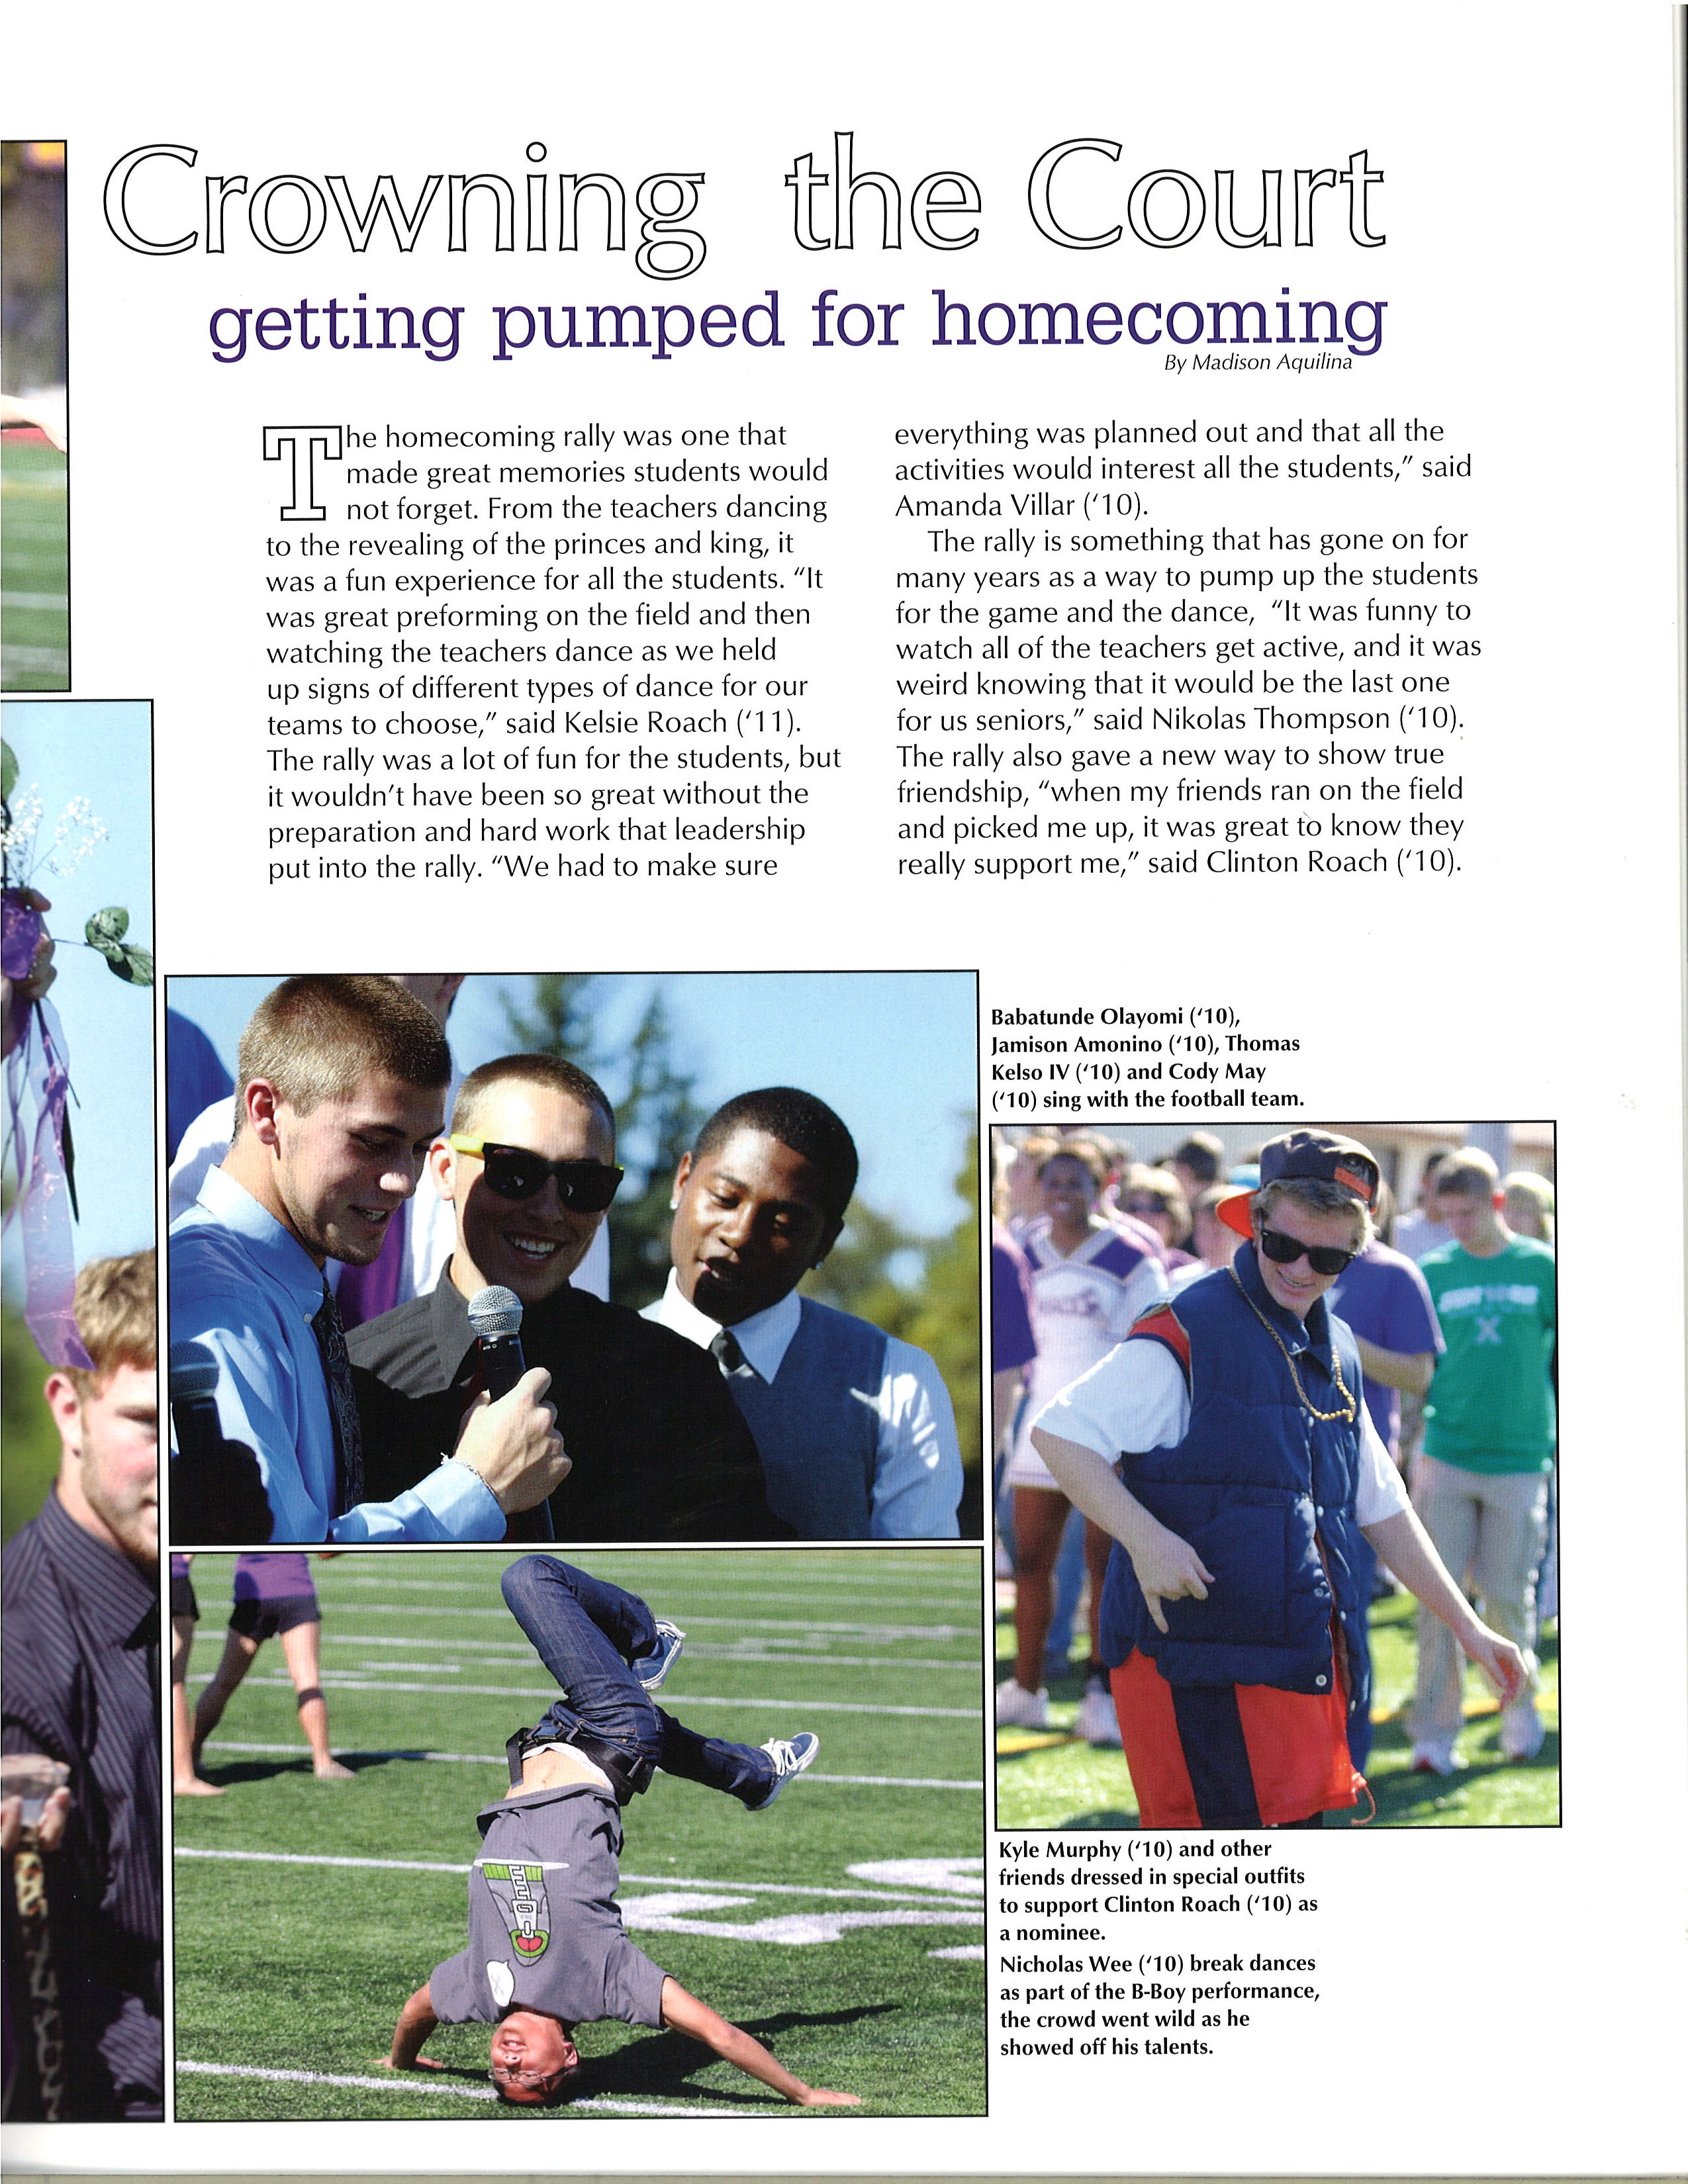 Crowning the Court
getting pumped for homecoming
By Madison Aquilina
The homecoming rally was one that
made great memories students would
not forget. From the teachers dancing
to the revealing of the princes and king, it
was a fun experience for all the students. “It
was great preforming on the field and then
watching the teachers dance as we held
up signs of different types of dance for our
teams to choose,” said Kelsie Roach (‘11).
The rally was a lot of fun for the students, but
it wouldn’t have been so great without the
preparation and hard work that leadership
put into the rally. “We had to make sure
everything was planned out and that all the
activities would interest all the students,” said
Amanda Villar (‘10).
The rally is something that has gone on for
many years as a way to pump up the students
for the game and the dance, “It was funny to
watch all of the teachers get active, and it was
weird knowing that it would be the last one
for us seniors,” said Nikolas Thompson (‘10).
The rally also gave a new way to show true
friendship, “when my friends ran on the field
and picked me up, it was great to know they
really support me,” said Clinton Roach (‘10).
Babatunde Olayomi (‘10),
Jamison Amonino (‘10), Thomas
Kelso IV (‘10) and Cody May
(‘10) sing with the football team.
Kyle Murphy (‘10) and other
friends dressed in special outfits
to support Clinton Roach (‘10) as
a nominee.
Nicholas Wee (‘10) break dances
as part of the B-Boy performance,
the crowd went wild as he
showed off his talents.